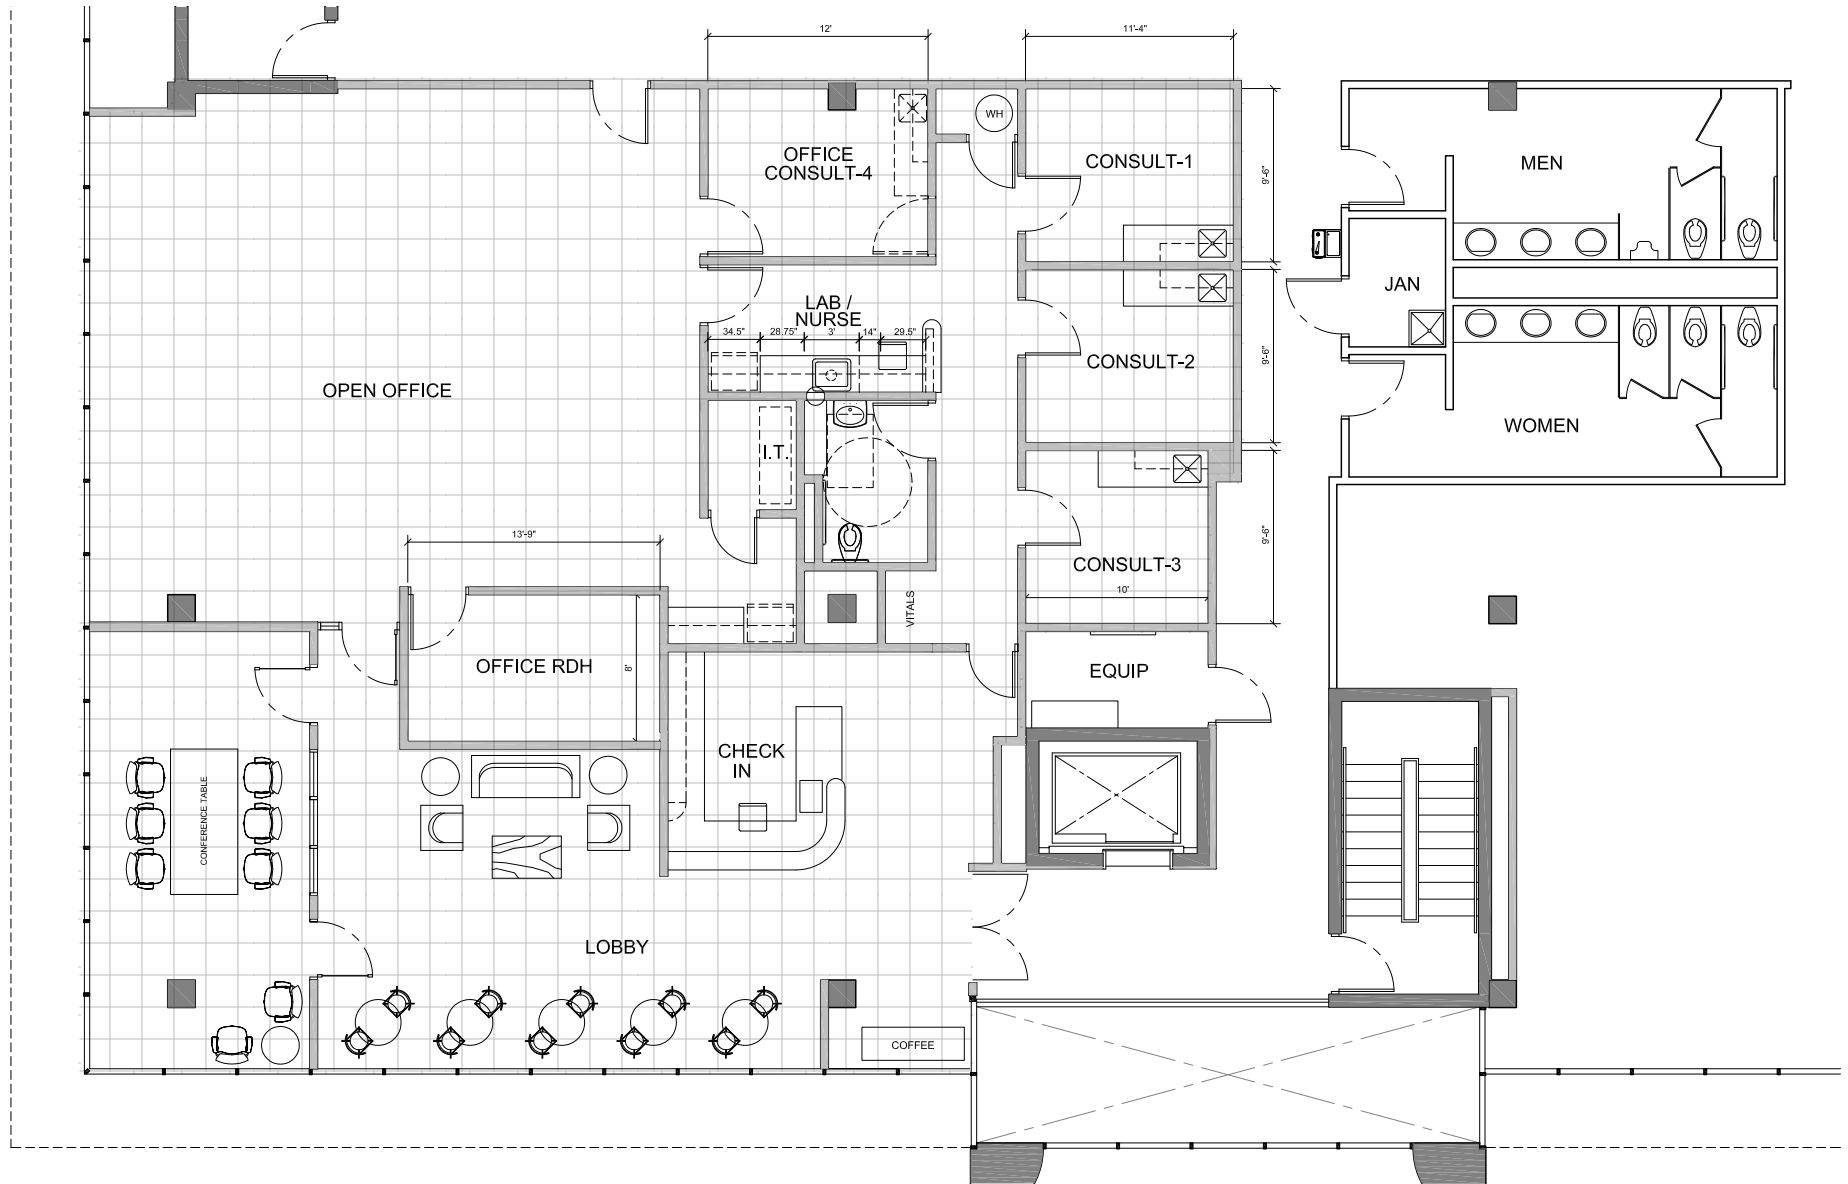 12'
11'-4"
OFFICE
CONSULT-4
WH
CONSULT-1
9'-6"
MEN
LAB /
NURSE
JAN
34.5"
28.75"
3'
14"
29.5"
CONSULT-2
9'-6"
OPEN OFFICE
WOMEN
I.T.
13'-9"
CONSULT-3
9'-6"
10'
VITALS
OFFICE RDH
8'
EQUIP
CHECK
IN
CONFERENCE TABLE
LOBBY
COFFEE